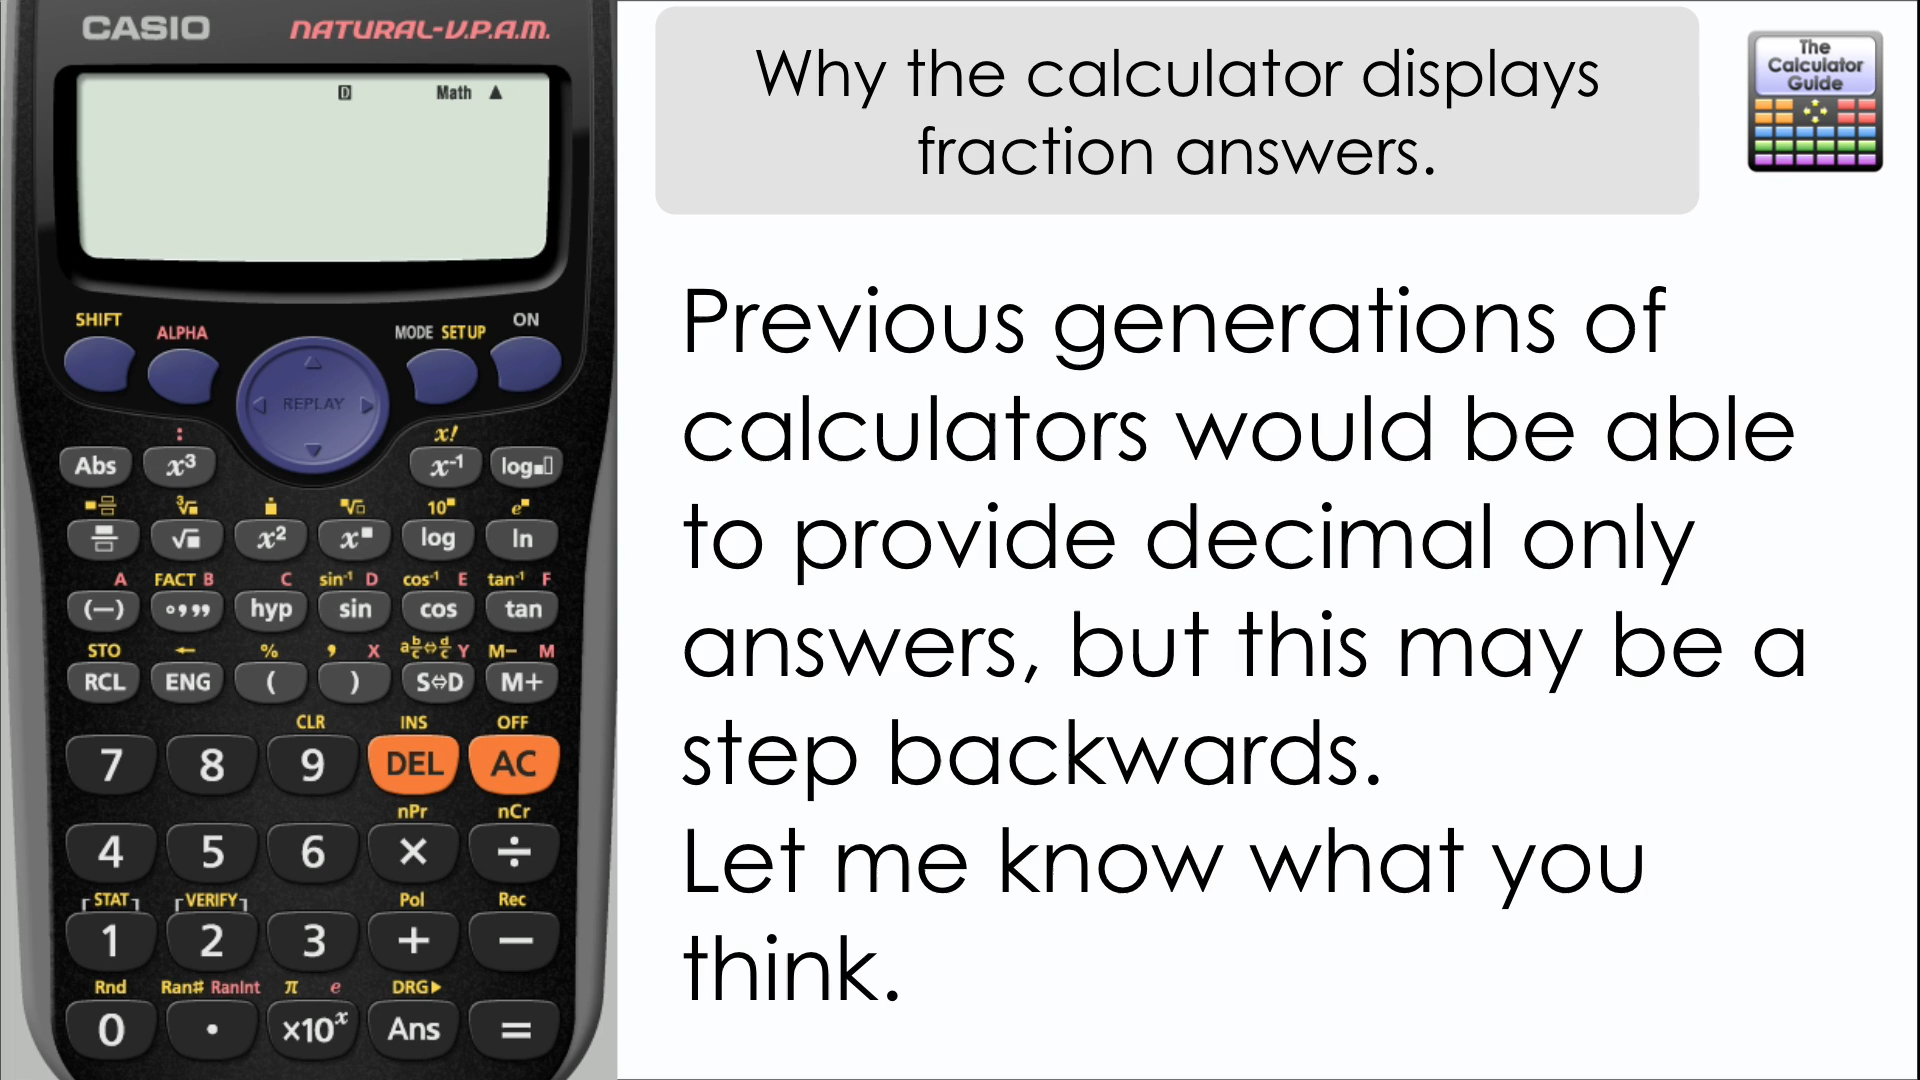 CASIO NATURAL-V.P.A.M.
D Math ▲
SHIFT ALPHA MODE SETUP ON
REPLAY
: x!
Abs x³ x⁻¹ log■□
■▭ ³√■ ■ ■√□ 10■ e■
√■ x² x■ log ln
A FACT B C sin⁻¹ D cos⁻¹ E tan⁻¹ F
(−) °,,, hyp sin cos tan
STO ← % , X a b/c⇔d/c Y M− M
RCL ENG ( ) S⇔D M+
CLR INS OFF
7 8 9 DEL AC
nPr nCr
4 5 6 × ÷
STAT VERIFY Pol Rec
1 2 3 + −
Rnd Ran# RanInt π e DRG▶
0 • ×10ˣ Ans =
Why the calculator displays
fraction answers.
The
Calculator
Guide
Previous generations of
calculators would be able
to provide decimal only
answers, but this may be a
step backwards.
Let me know what you
think.